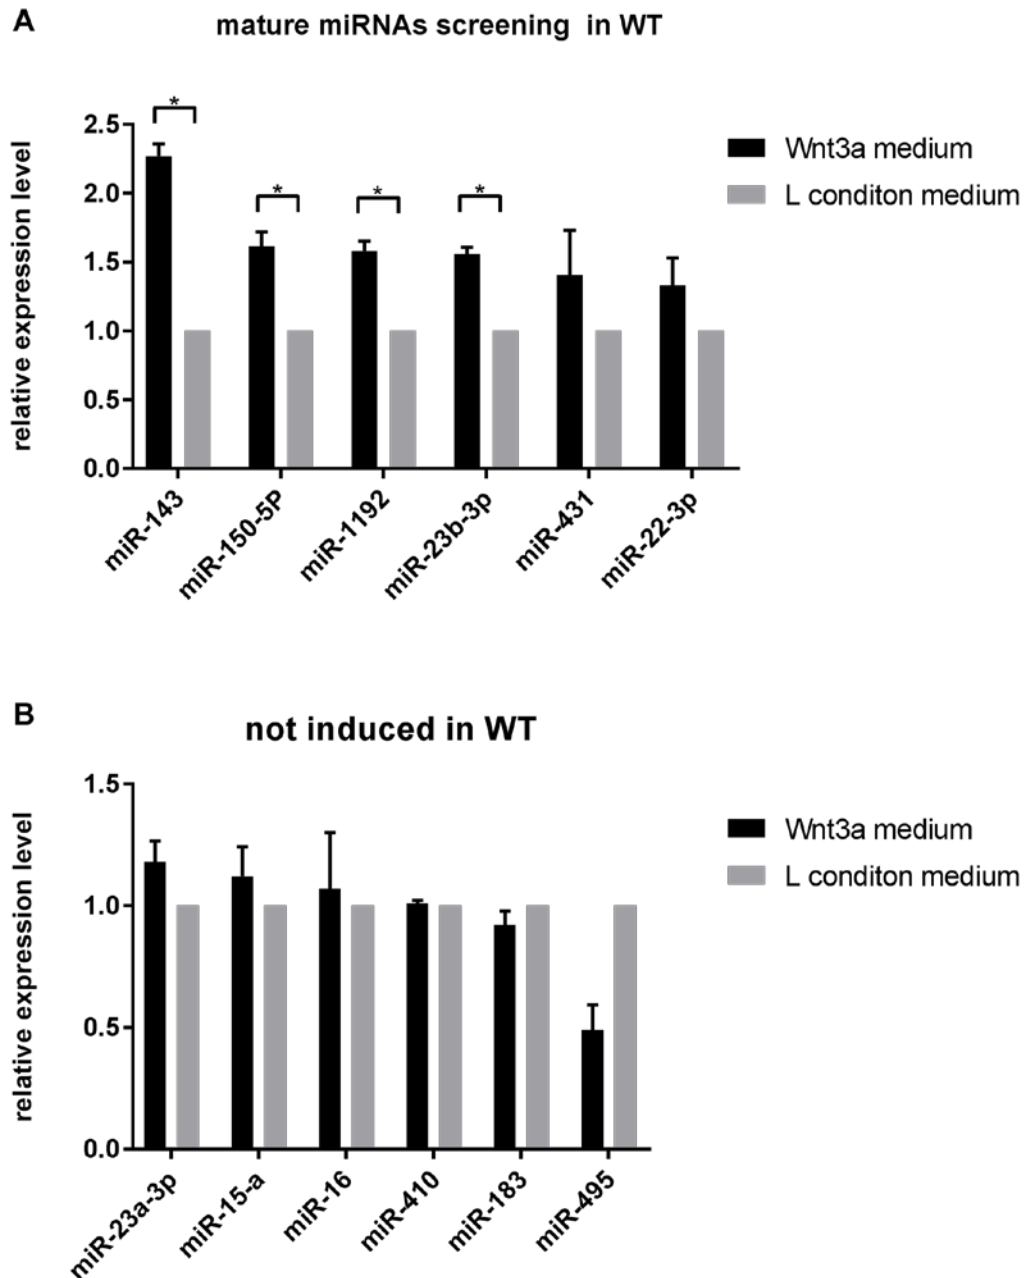 A
mature miRNAs screening in WT
relative expression level
2.5
2.0
1.5
1.0
0.5
0.0
*
*
*
*
Wnt3a medium
L conditon medium
miR-143
miR-150-5P
miR-1192
miR-23b-3p
miR-431
miR-22-3p
B
not induced in WT
relative expression level
1.5
1.0
0.5
0.0
Wnt3a medium
L conditon medium
miR-23a-3p
miR-15-a
miR-16
miR-410
miR-183
miR-495